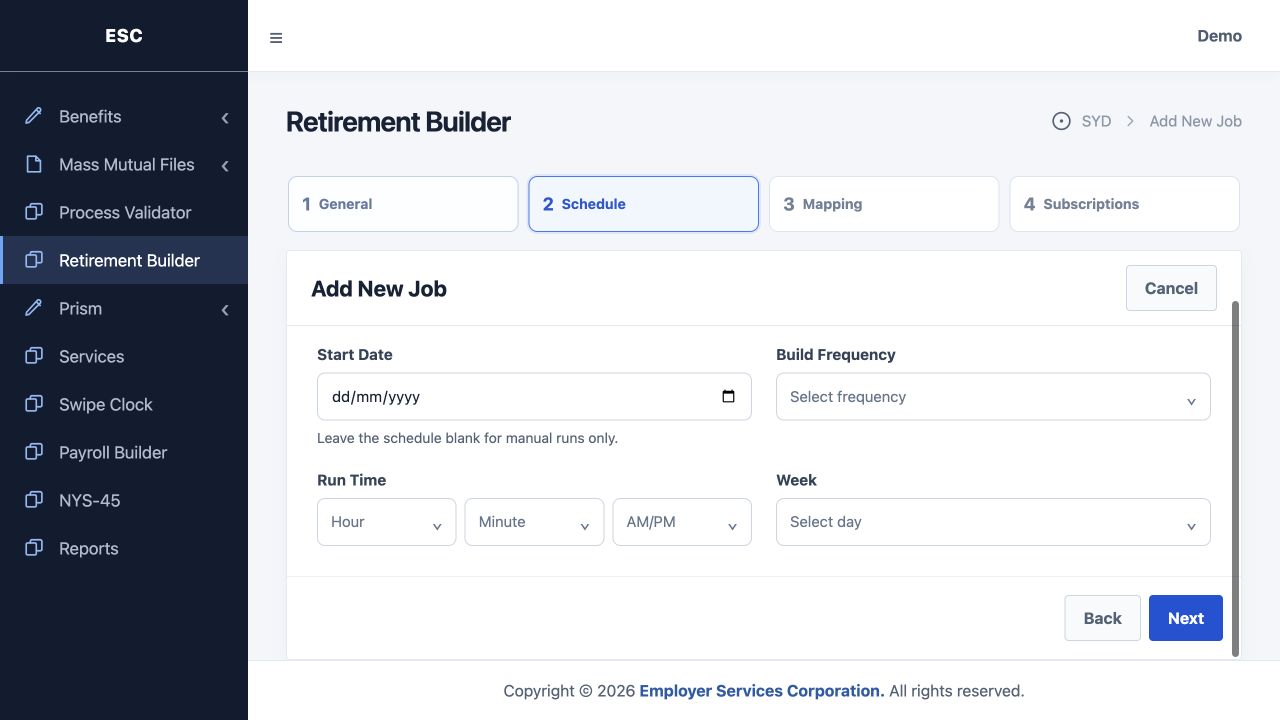 ESC
Demo
Benefits
Mass Mutual Files
Process Validator
Retirement Builder
Prism
Services
Swipe Clock
Payroll Builder
NYS-45
Reports
Retirement Builder
SYD > Add New Job
1 General
2 Schedule
3 Mapping
4 Subscriptions
Add New Job
Cancel
Start Date
dd/mm/yyyy
Leave the schedule blank for manual runs only.
Build Frequency
Select frequency
Run Time
Hour
Minute
AM/PM
Week
Select day
Back
Next
Copyright © 2026 Employer Services Corporation. All rights reserved.